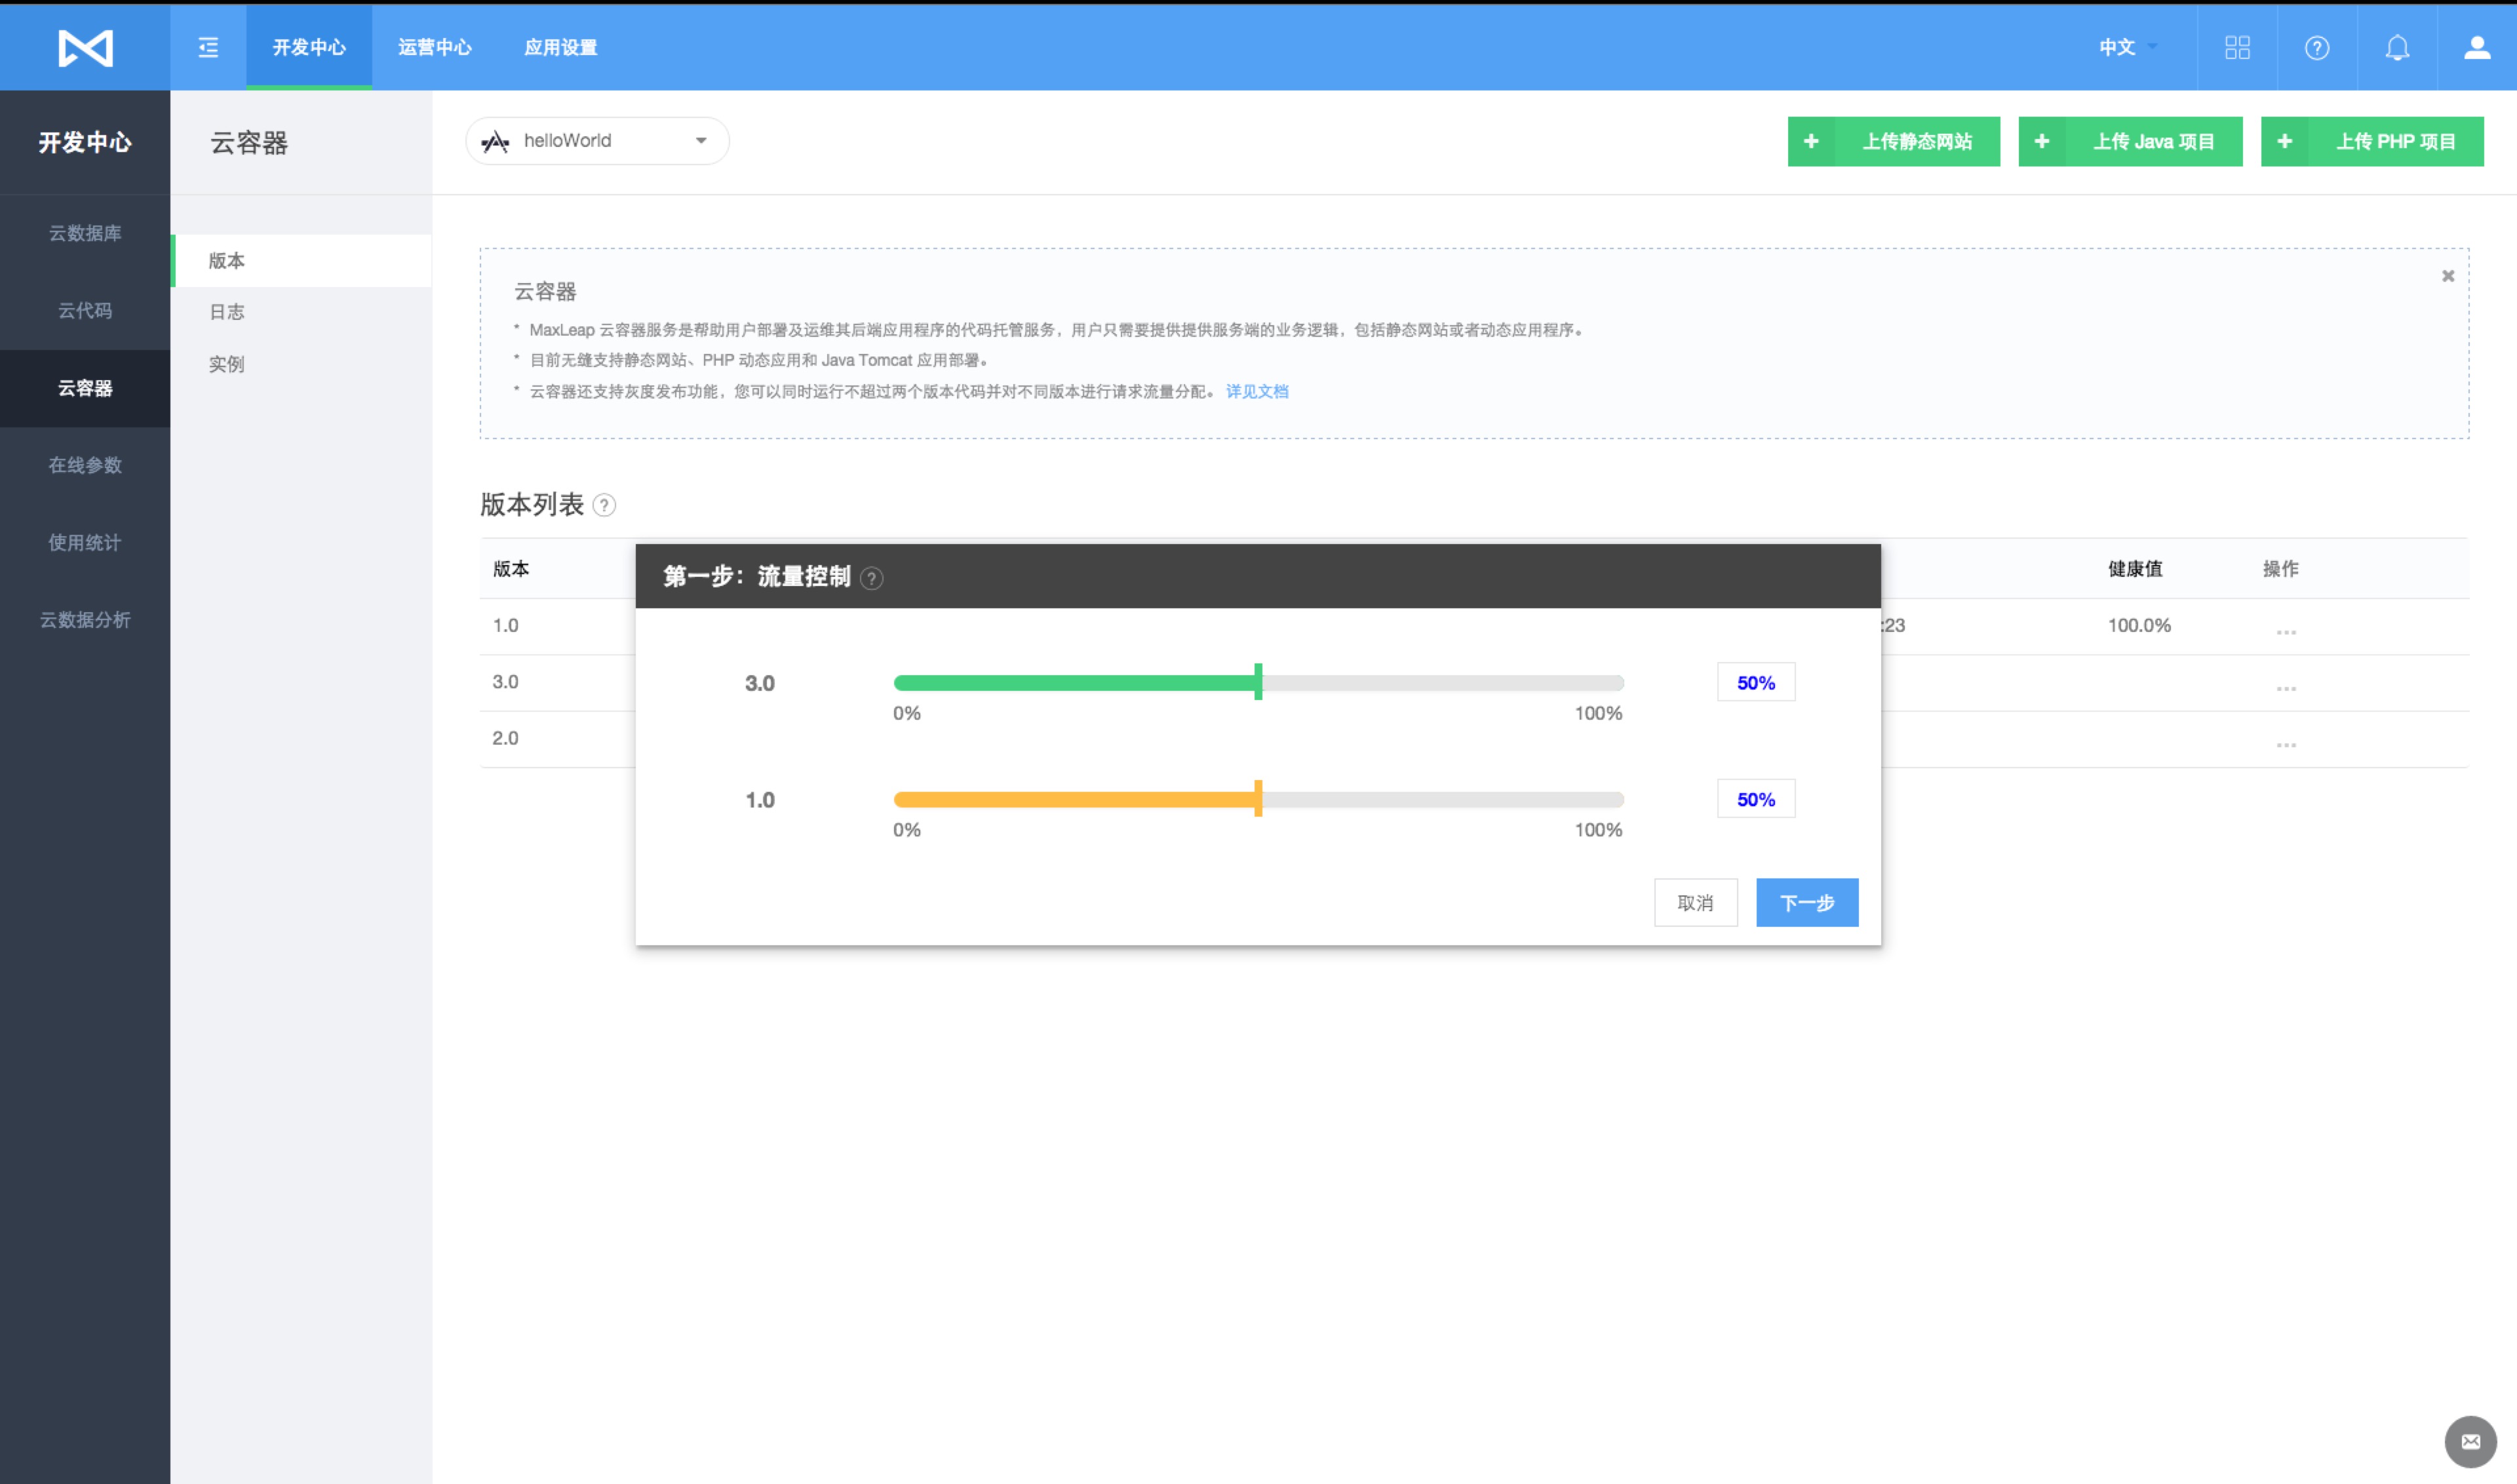 开发中心 运营中心 应用设置 中文
开发中心
云数据库
云代码
云容器
在线参数
使用统计
云数据分析
云容器
版本
日志
实例
helloWorld
+ 上传静态网站 + 上传 Java 项目 + 上传 PHP 项目
云容器
* MaxLeap 云容器服务是帮助用户部署及运维其后端应用程序的代码托管服务，用户只需要提供提供服务端的业务逻辑，包括静态网站或者动态应用程序。
* 目前无缝支持静态网站、PHP 动态应用和 Java Tomcat 应用部署。
* 云容器还支持灰度发布功能，您可以同时运行不超过两个版本代码并对不同版本进行请求流量分配。 详见文档
版本列表 ?
版本 健康值 操作
1.0 :23 100.0% ...
3.0 ...
2.0 ...
第一步：流量控制 ?
3.0 50%
0% 100%
1.0 50%
0% 100%
取消 下一步